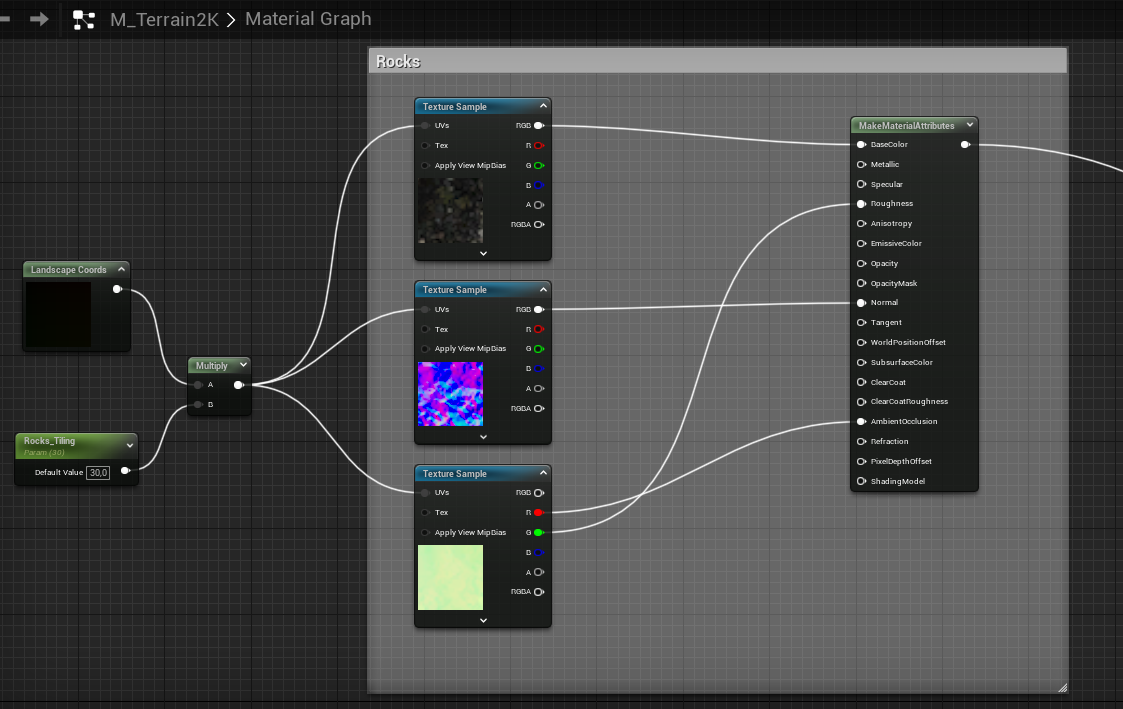 M_Terrain2K > Material Graph
Rocks
Texture Sample
UVs RGB
Tex R
Apply View MipBias G
B
A
RGBA
Texture Sample
UVs RGB
Tex R
Apply View MipBias G
B
A
RGBA
Texture Sample
UVs RGB
Tex R
Apply View MipBias G
B
A
RGBA
Landscape Coords
Multiply
A
B
Rocks_Tiling
Param (30)
Default Value 30,0
MakeMaterialAttributes
BaseColor
Metallic
Specular
Roughness
Anisotropy
EmissiveColor
Opacity
OpacityMask
Normal
Tangent
WorldPositionOffset
SubsurfaceColor
ClearCoat
ClearCoatRoughness
AmbientOcclusion
Refraction
PixelDepthOffset
ShadingModel